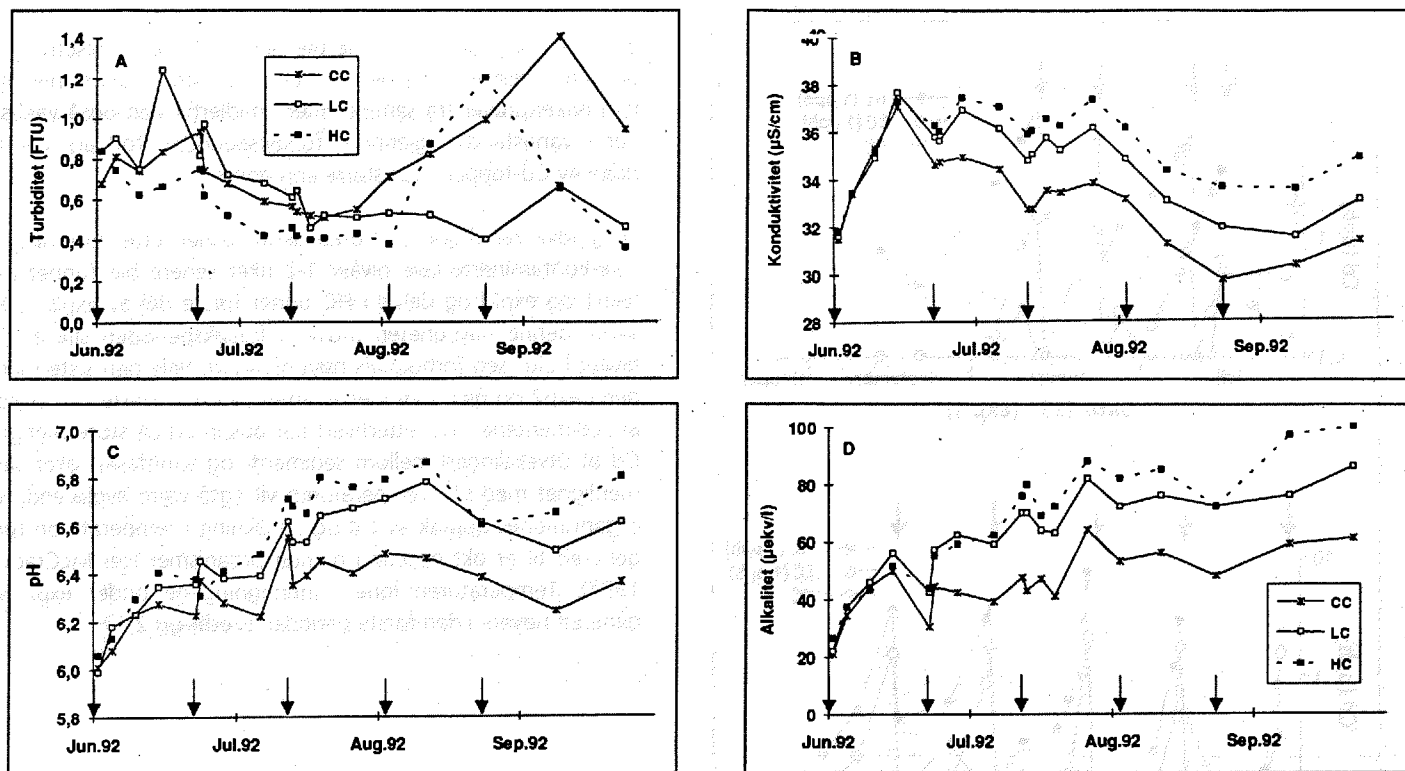 A
Turbiditet (FTU)
1,4
1,2
1,0
0,8
0,6
0,4
0,2
0,0
CC
LC
HC
Jun.92 Jul.92 Aug.92 Sep.92
B
Konduktivitet (µS/cm)
40
38
36
34
32
30
28
Jun.92 Jul.92 Aug.92 Sep.92
C
pH
7,0
6,8
6,6
6,4
6,2
6,0
5,8
Jun.92 Jul.92 Aug.92 Sep.92
D
Alkalitet (µekv/l)
100
80
60
40
20
0
CC
LC
HC
Jun.92 Jul.92 Aug.92 Sep.92